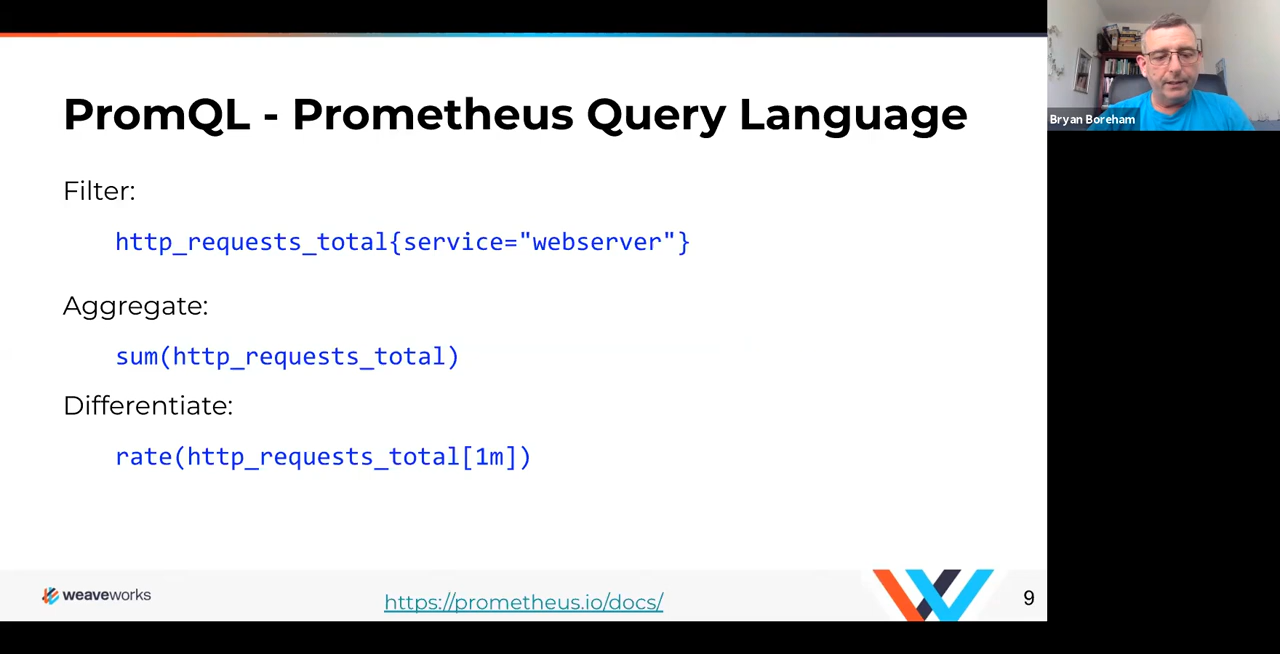 PromQL - Prometheus Query Language
Filter:
http_requests_total{service="webserver"}
Aggregate:
sum(http_requests_total)
Differentiate:
rate(http_requests_total[1m])
weaveworks
https://prometheus.io/docs/
9
Bryan Boreham